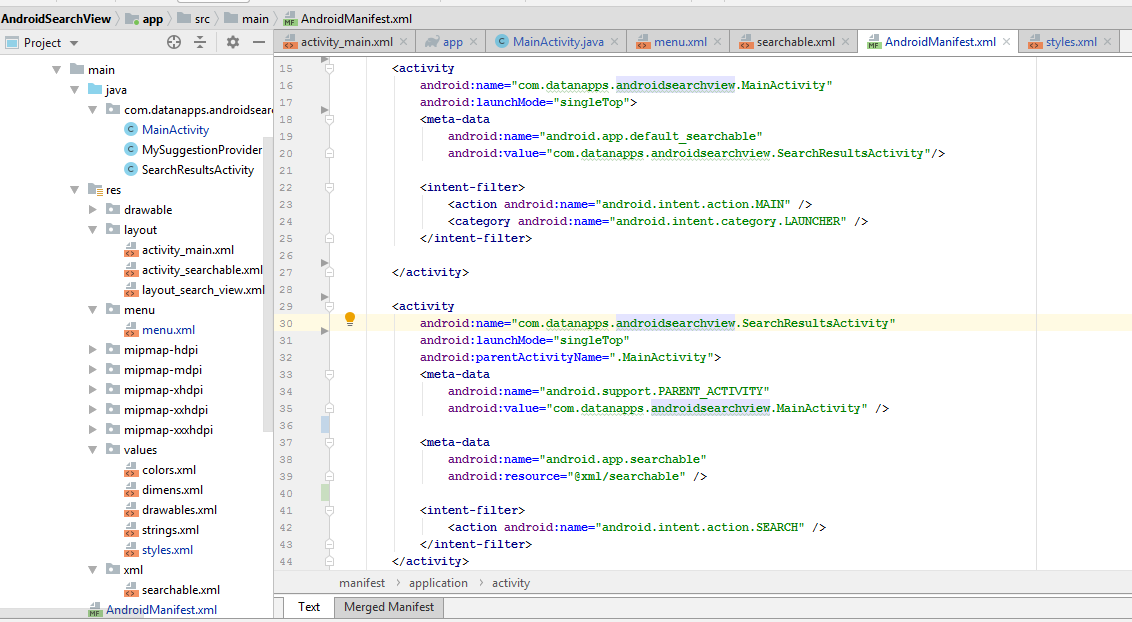 AndroidSearchView app src main AndroidManifest.xml
Project
activity_main.xml app MainActivity.java menu.xml searchable.xml AndroidManifest.xml styles.xml
main
java
com.datanapps.androidsear
MainActivity
MySuggestionProvider
SearchResultsActivity
res
drawable
layout
activity_main.xml
activity_searchable.xml
layout_search_view.xml
menu
menu.xml
mipmap-hdpi
mipmap-mdpi
mipmap-xhdpi
mipmap-xxhdpi
mipmap-xxxhdpi
values
colors.xml
dimens.xml
drawables.xml
strings.xml
styles.xml
xml
searchable.xml
AndroidManifest.xml
15 <activity
16 android:name="com.datanapps.androidsearchview.MainActivity"
17 android:launchMode="singleTop">
18 <meta-data
19 android:name="android.app.default_searchable"
20 android:value="com.datanapps.androidsearchview.SearchResultsActivity"/>
21
22 <intent-filter>
23 <action android:name="android.intent.action.MAIN" />
24 <category android:name="android.intent.category.LAUNCHER" />
25 </intent-filter>
26
27 </activity>
28
29 <activity
30 android:name="com.datanapps.androidsearchview.SearchResultsActivity"
31 android:launchMode="singleTop"
32 android:parentActivityName=".MainActivity">
33 <meta-data
34 android:name="android.support.PARENT_ACTIVITY"
35 android:value="com.datanapps.androidsearchview.MainActivity" />
36
37 <meta-data
38 android:name="android.app.searchable"
39 android:resource="@xml/searchable" />
40
41 <intent-filter>
42 <action android:name="android.intent.action.SEARCH" />
43 </intent-filter>
44 </activity>
manifest › application › activity
Text Merged Manifest